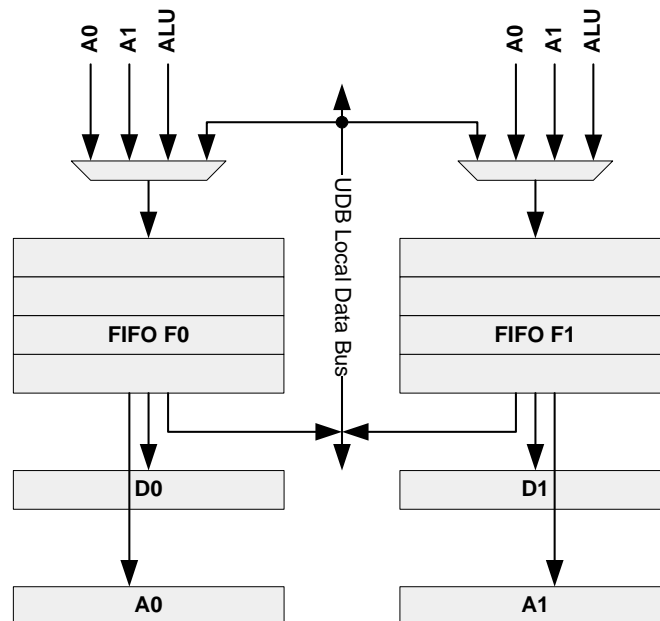 A0
A1
ALU
A0
A1
ALU
UDB Local Data Bus
FIFO F0
FIFO F1
D0
D1
A0
A1